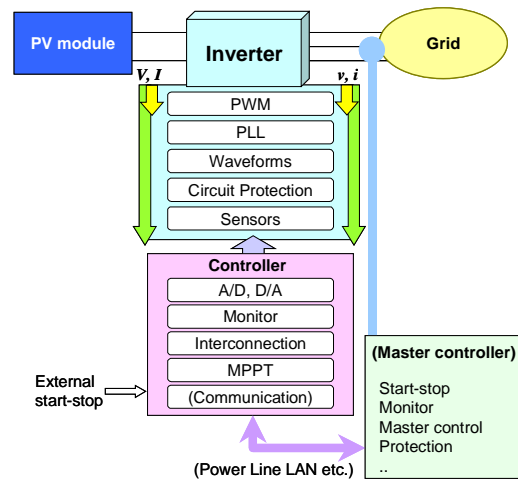 PV module
Inverter
Grid
V, I
v, i
PWM
PLL
Waveforms
Circuit Protection
Sensors
Controller
A/D, D/A
Monitor
Interconnection
MPPT
(Communication)
External
start-stop
(Master controller)
Start-stop
Monitor
Master control
Protection
..
(Power Line LAN etc.)